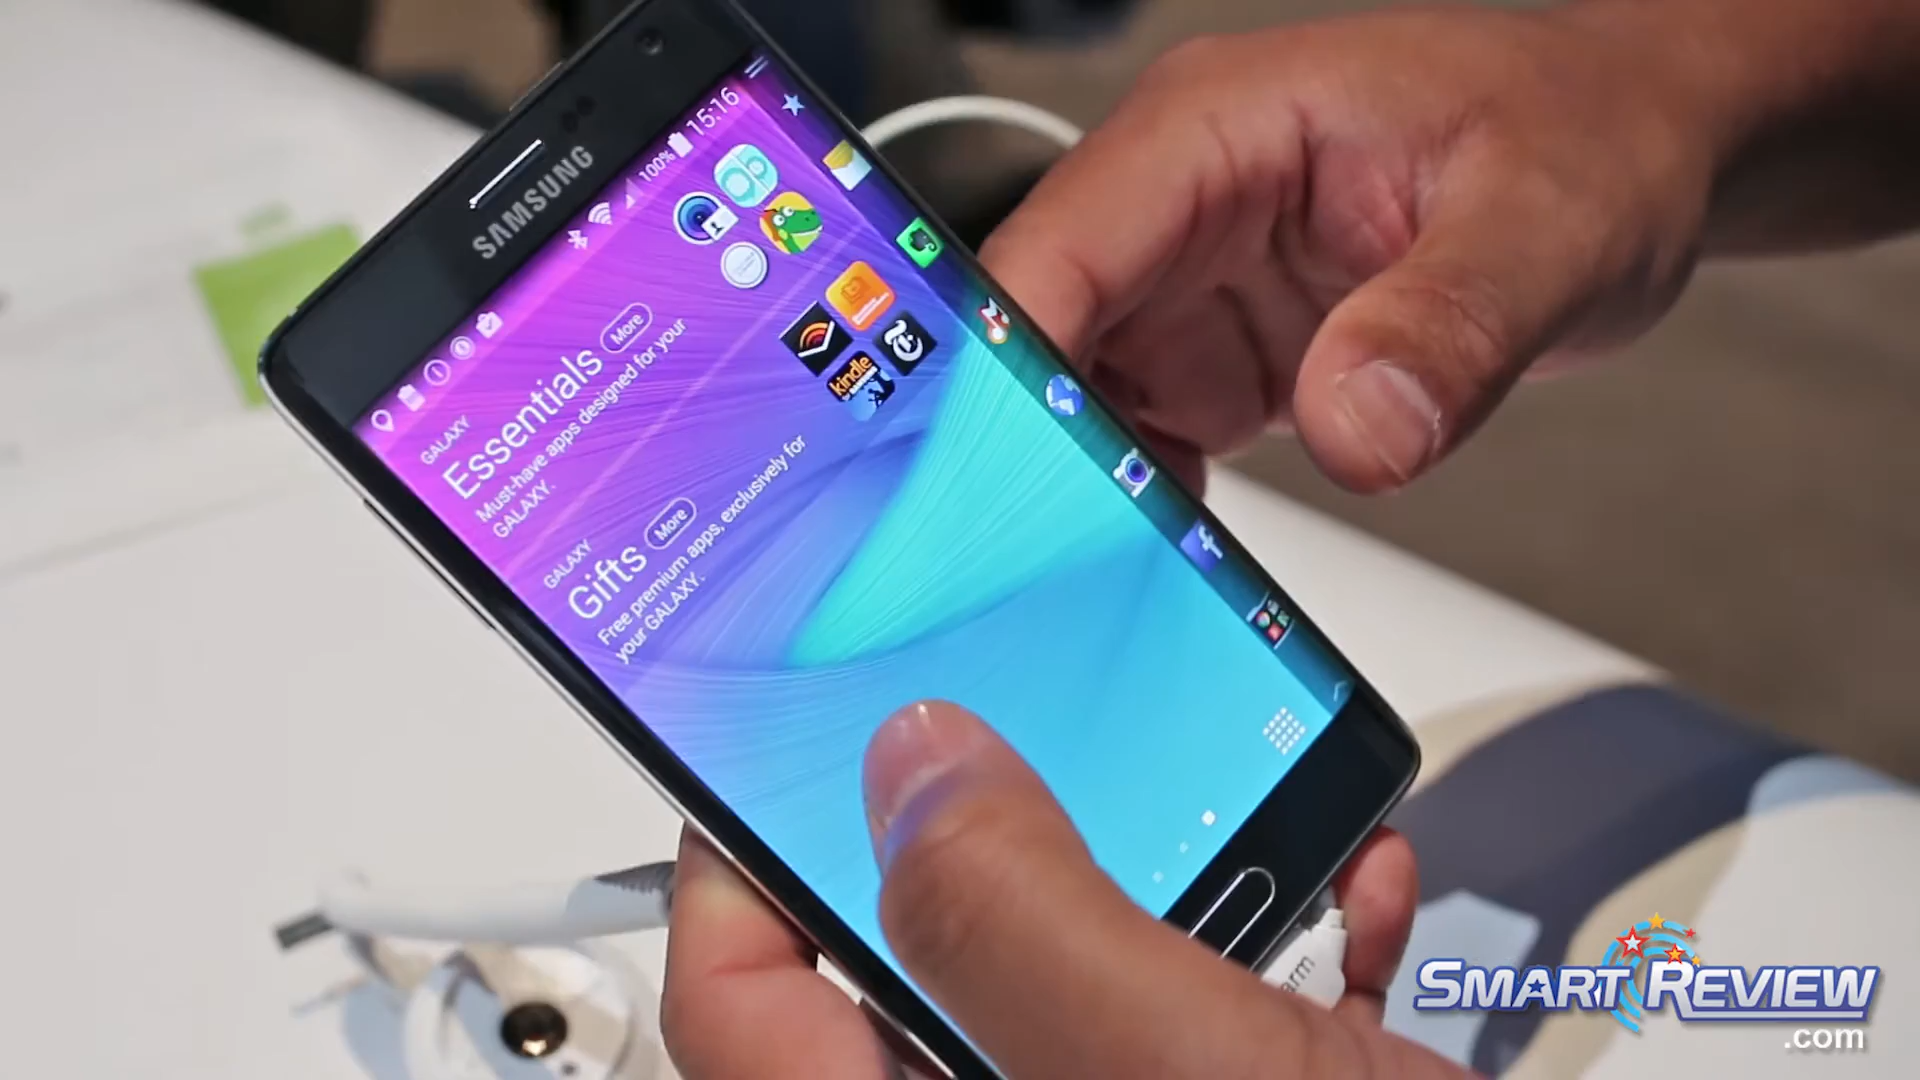 SAMSUNG
100% 15:16
GALAXY
Essentials More
Must-have apps designed for your
GALAXY.
GALAXY
Gifts More
Free premium apps, exclusively for
your GALAXY.
kindle
arm
SMART REVIEW
.com